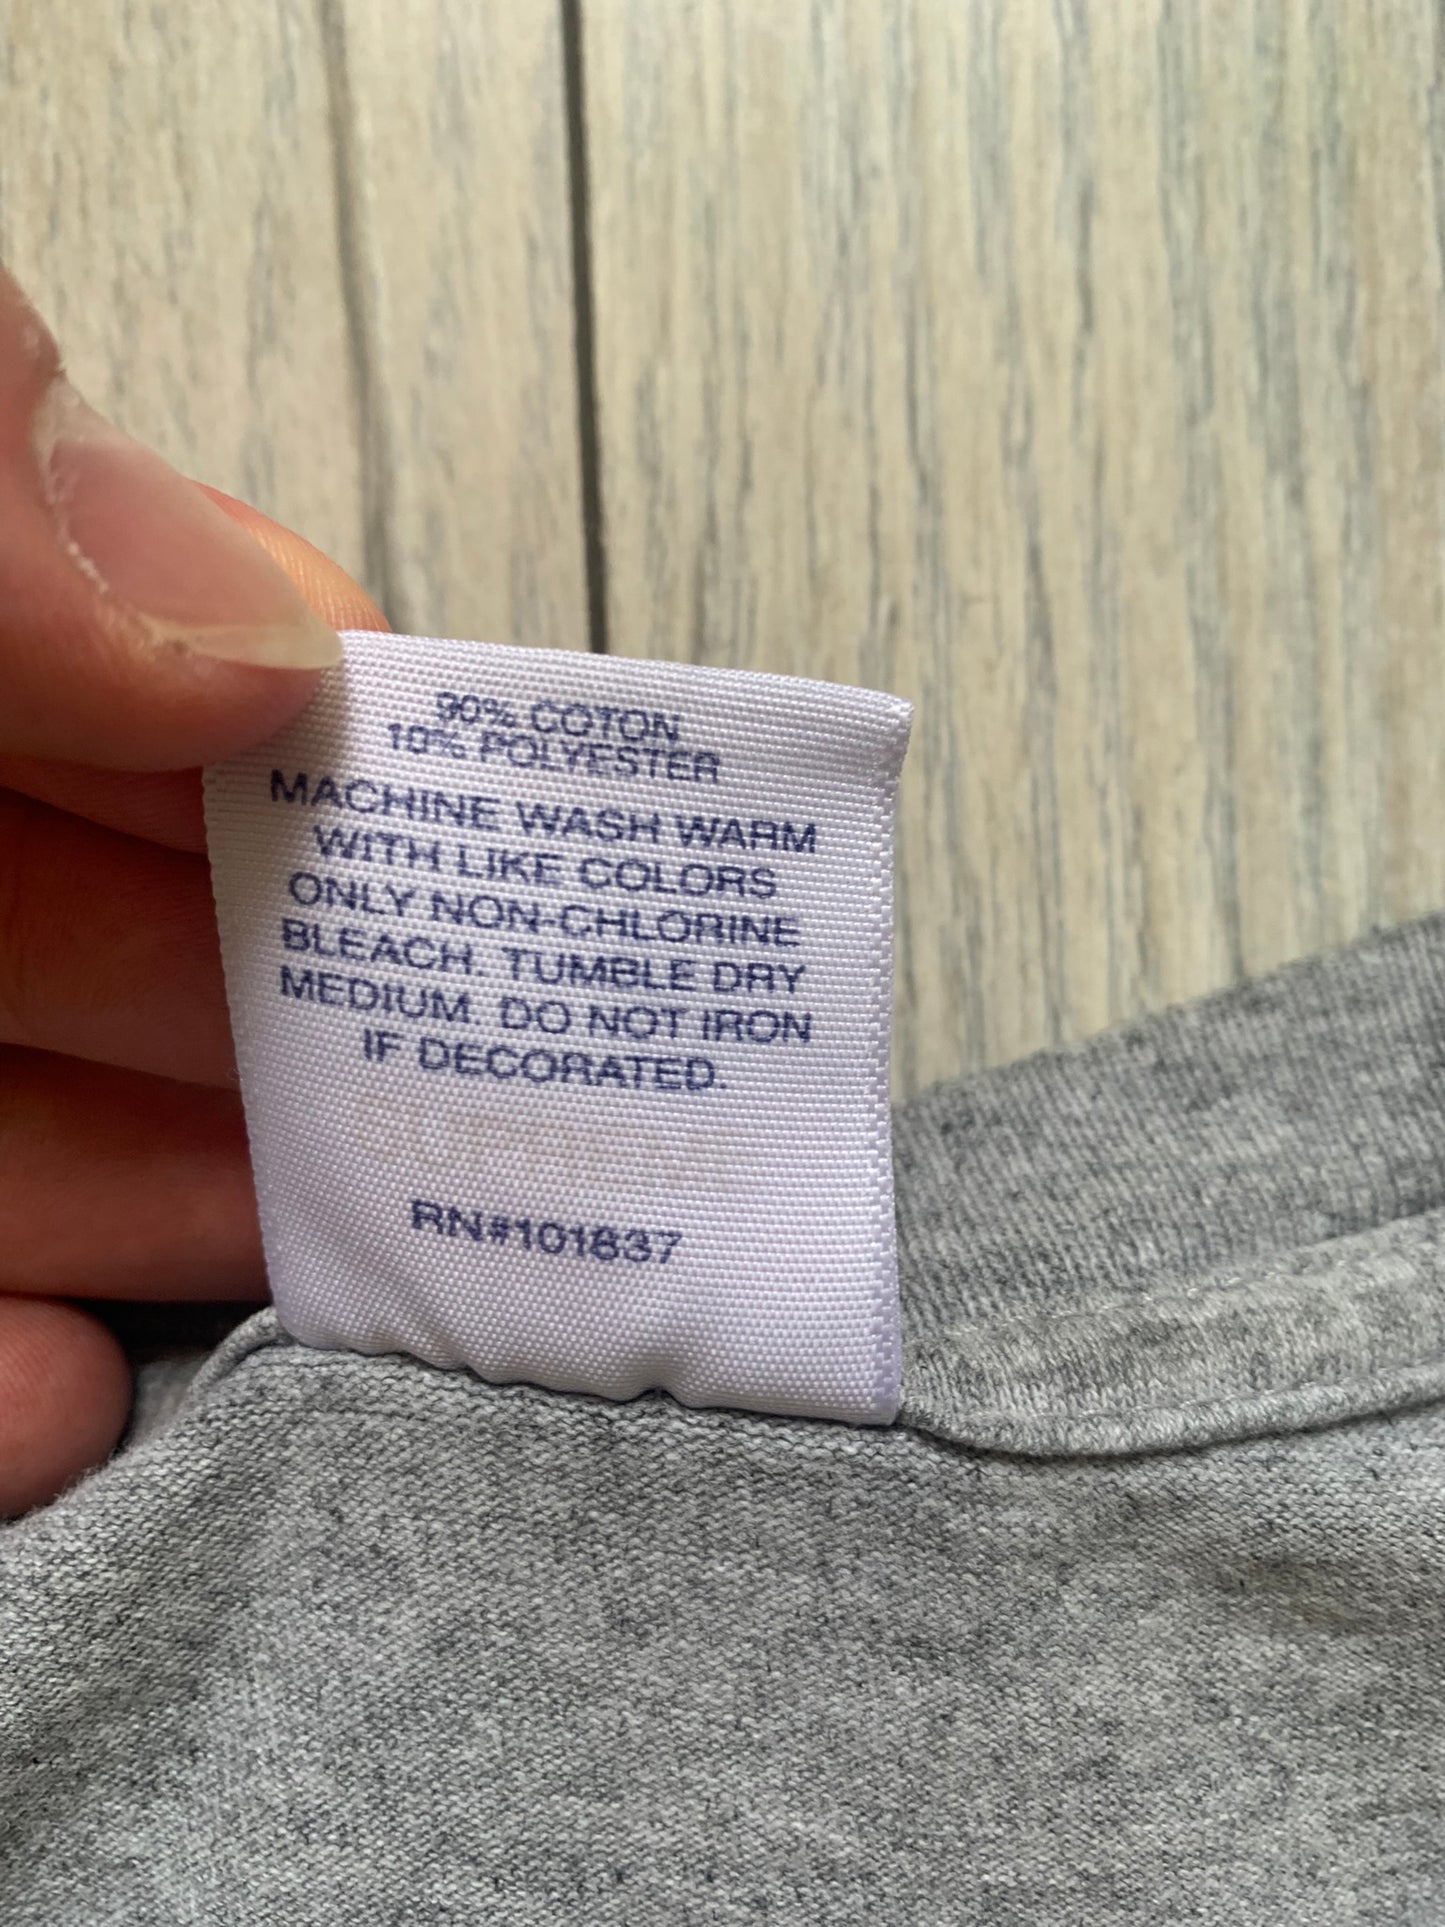 90% COTON
10% POLYESTER
MACHINE WASH WARM
WITH LIKE COLORS
ONLY NON-CHLORINE
BLEACH. TUMBLE DRY
MEDIUM. DO NOT IRON
IF DECORATED.
RN#101837